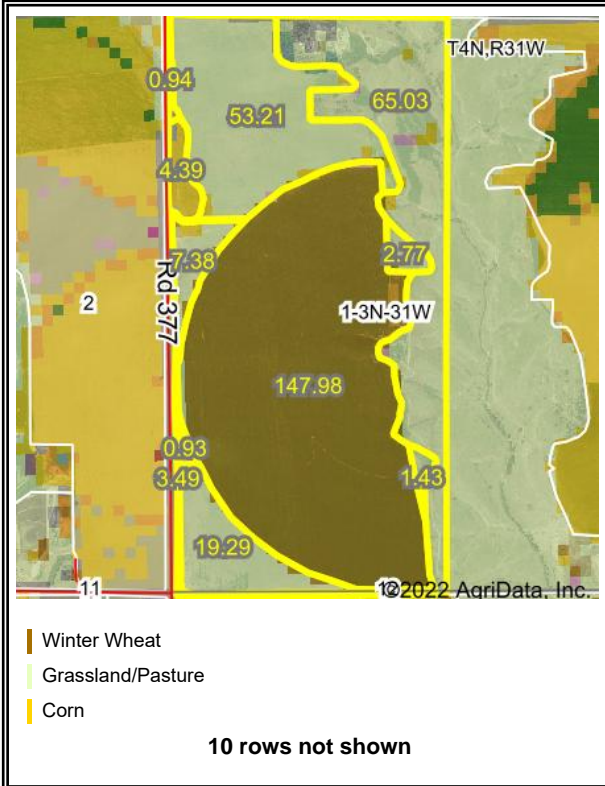 T4N,R31W
0.94
65.03
53.21
4.39
7.38
2.77
Rd 377
2
1-3N-31W
147.98
0.93
3.49
1.43
19.29
11
12
©2022 AgriData, Inc.
Winter Wheat
Grassland/Pasture
Corn
10 rows not shown